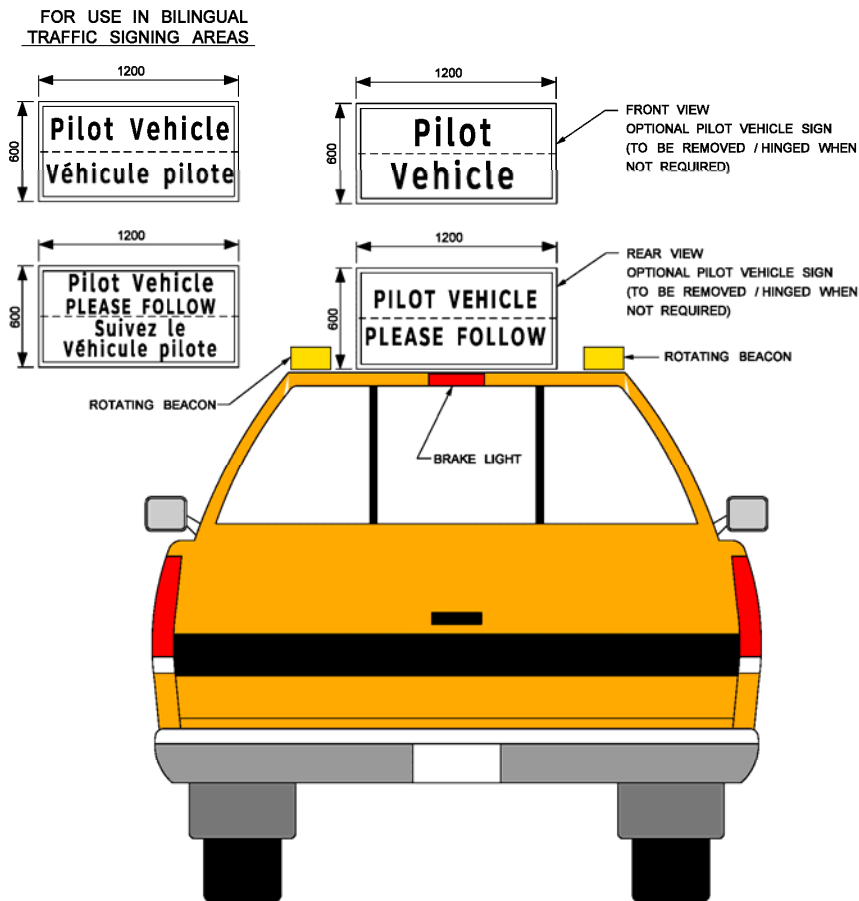 FOR USE IN BILINGUAL
TRAFFIC SIGNING AREAS
1200
600
Pilot Vehicle
Véhicule pilote
1200
600
Pilot
Vehicle
FRONT VIEW
OPTIONAL PILOT VEHICLE SIGN
(TO BE REMOVED / HINGED WHEN
NOT REQUIRED)
1200
600
Pilot Vehicle
PLEASE FOLLOW
Suivez le
Véhicule pilote
1200
600
PILOT VEHICLE
PLEASE FOLLOW
REAR VIEW
OPTIONAL PILOT VEHICLE SIGN
(TO BE REMOVED / HINGED WHEN
NOT REQUIRED)
ROTATING BEACON
ROTATING BEACON
BRAKE LIGHT